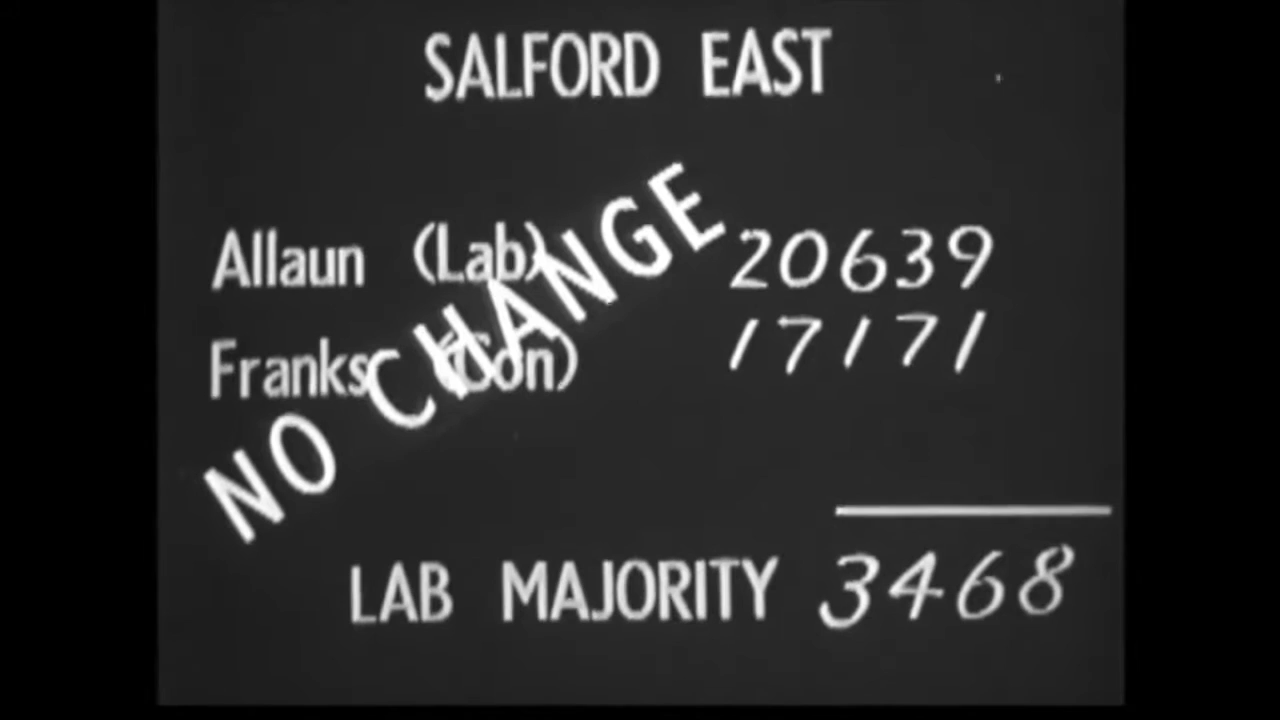 SALFORD EAST
Allaun (Lab) 20639
Franks (Con) 17171
NO CHANGE
LAB MAJORITY 3468